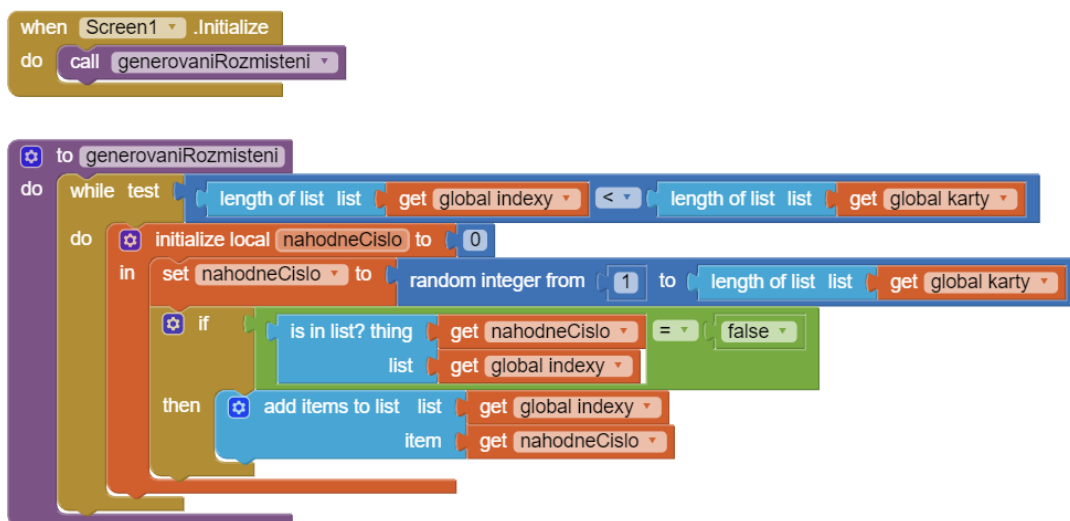 when Screen1 .Initialize
do call generovaniRozmisteni
to generovaniRozmisteni
do while test length of list list get global indexy < length of list list get global karty
do initialize local nahodneCislo to 0
in set nahodneCislo to random integer from 1 to length of list list get global karty
if is in list? thing get nahodneCislo = false
list get global indexy
then add items to list list get global indexy
item get nahodneCislo